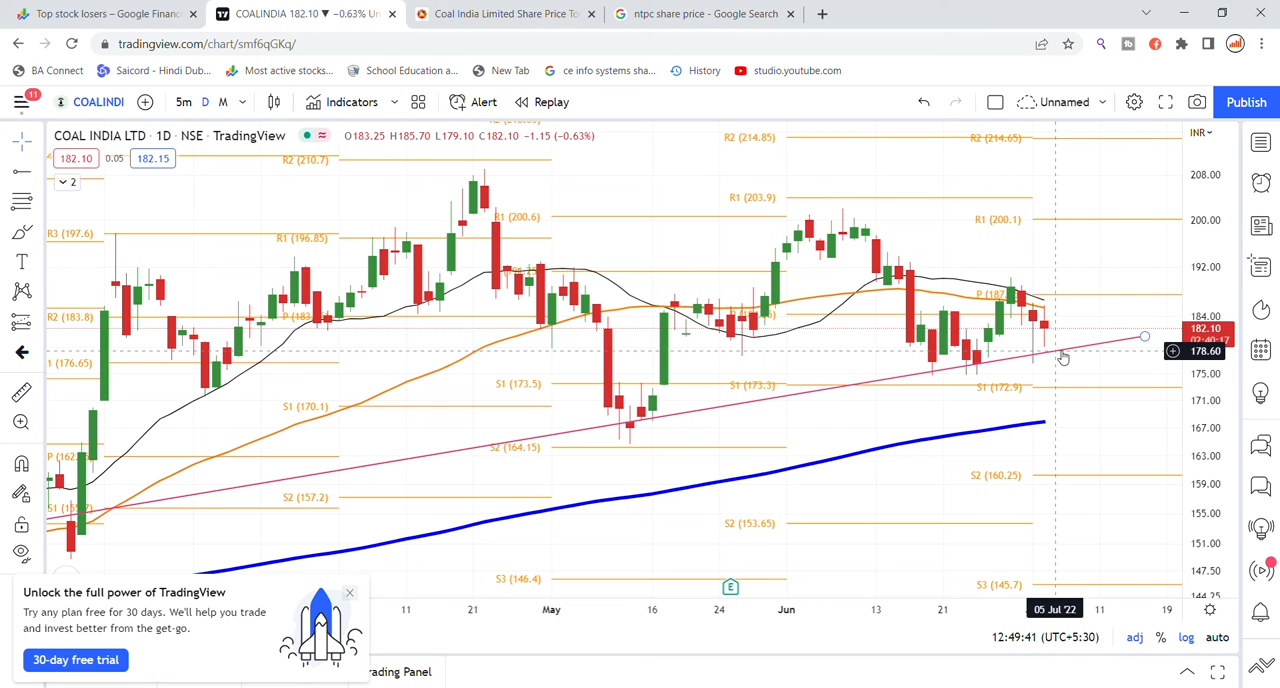 Top stock losers – Google Financ
COALINDIA 182.10 ▼ −0.63% Un
Coal India Limited Share Price To
ntpc share price - Google Search
tradingview.com/chart/smf6qGKq/
BA Connect
Saicord - Hindi Dub...
Most active stocks...
School Education a...
New Tab
ce info systems sha...
History
studio.youtube.com
11
COALINDI
5m D M
Indicators
Alert
Replay
Unnamed
Publish
COAL INDIA LTD · 1D · NSE · TradingView
O183.25 H185.70 L179.10 C182.10 −1.15 (−0.63%)
INR
182.10 0.05 182.15
2
R2 (214.85)
R2 (214.65)
R2 (210.7)
208.00
R1 (203.9)
R1 (200.6)
R1 (200.1)
200.00
R3 (197.6)
R1 (196.85)
192.00
P (187.
R2 (183.8)
P (183.
184.00
182.10
02:40:17
178.60
1 (176.65)
175.00
S1 (173.5)
S1 (173.3)
S1 (172.9)
171.00
S1 (170.1)
167.00
S2 (164.15)
163.00
P (162.
S2 (160.25)
159.00
S2 (157.2)
155.00
S2 (153.65)
151.00
S3 (146.4)
147.50
S3 (145.7)
144.25
E
Unlock the full power of TradingView
Try any plan free for 30 days. We'll help you trade
and invest better from the get-go.
30-day free trial
11 21 May 16 24 Jun 13 21 05 Jul '22 11 19
12:49:41 (UTC+5:30)
adj % log auto
rading Panel